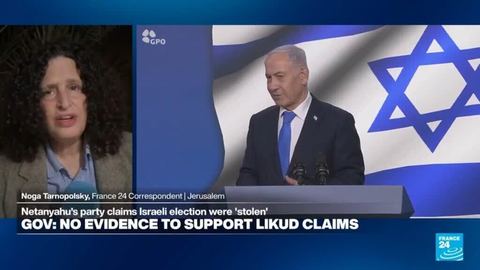 GPO
Noga Tarnopolsky, France 24 Correspondent | Jerusalem
Netanyahu's party claims Israeli election were 'stolen'
GOV: NO EVIDENCE TO SUPPORT LIKUD CLAIMS
FRANCE
24